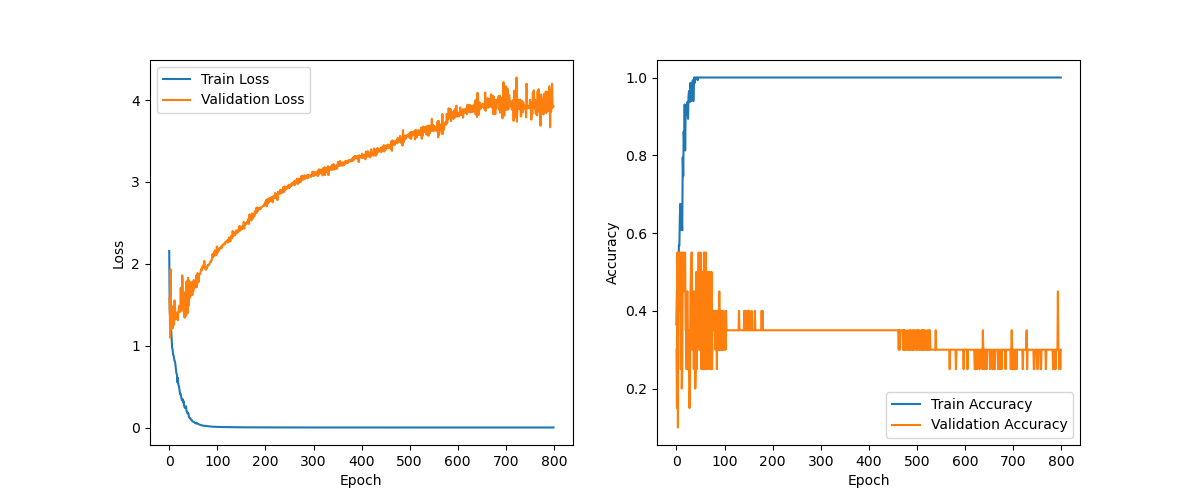 Train Loss
Validation Loss
4
3
2
1
0
Loss
0 100 200 300 400 500 600 700 800
Epoch
1.0
0.8
0.6
0.4
0.2
Accuracy
Train Accuracy
Validation Accuracy
0 100 200 300 400 500 600 700 800
Epoch